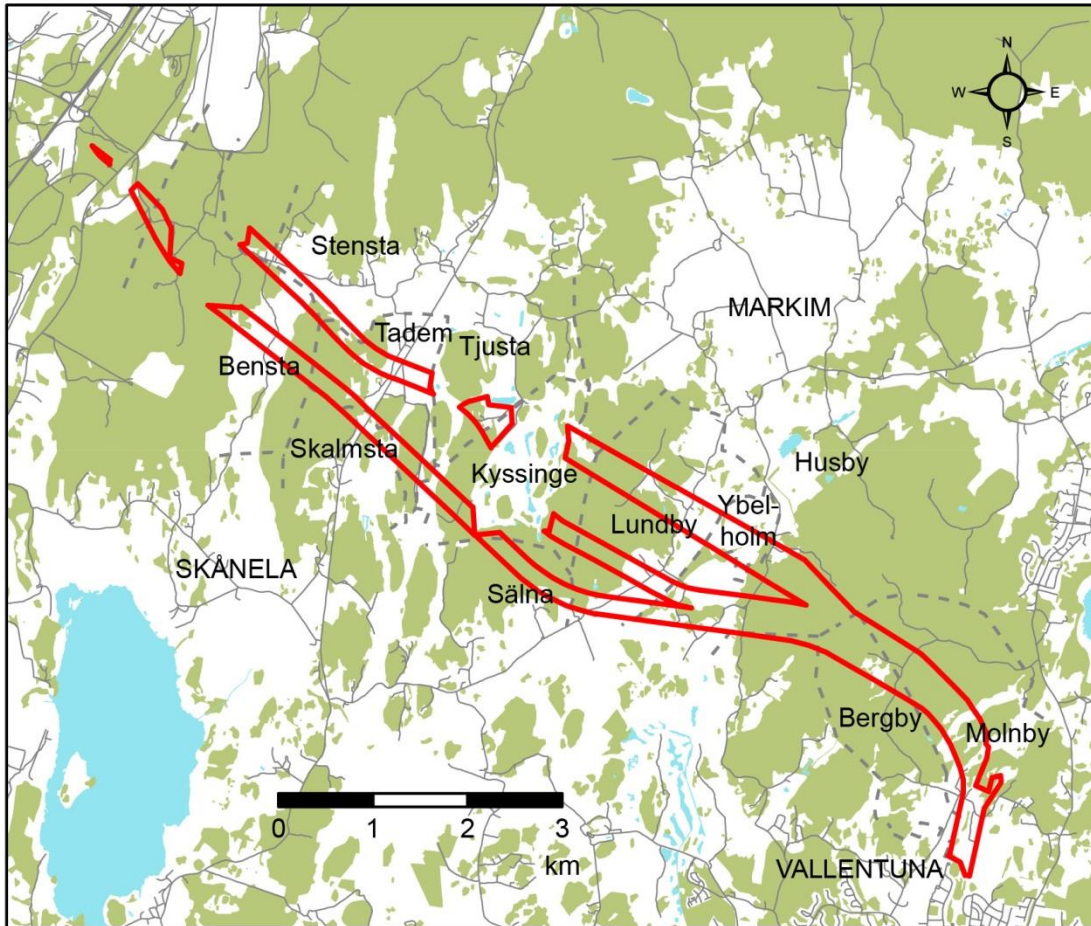 N
W E
S
Stensta
MARKIM
Tadem
Tjusta
Bensta
Skalmsta
Kyssinge
Husby
Ybel-
holm
Lundby
SKÅNELA
Sälna
Bergby
Molnby
0 1 2 3
km
VALLENTUNA